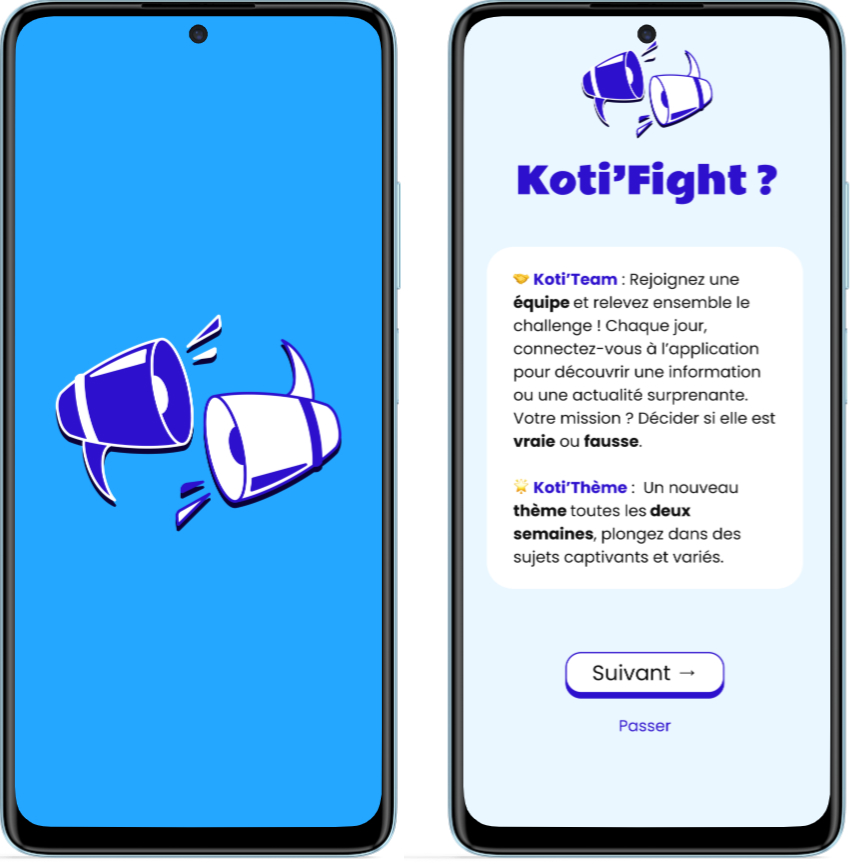 Koti’Fight ?
🤝 Koti’Team : Rejoignez une
équipe et relevez ensemble le
challenge ! Chaque jour,
connectez-vous à l’application
pour découvrir une information
ou une actualité surprenante.
Votre mission ? Décider si elle est
vraie ou fausse.
🌟 Koti’Thème :  Un nouveau
thème toutes les deux
semaines, plongez dans des
sujets captivants et variés.
Suivant →
Passer